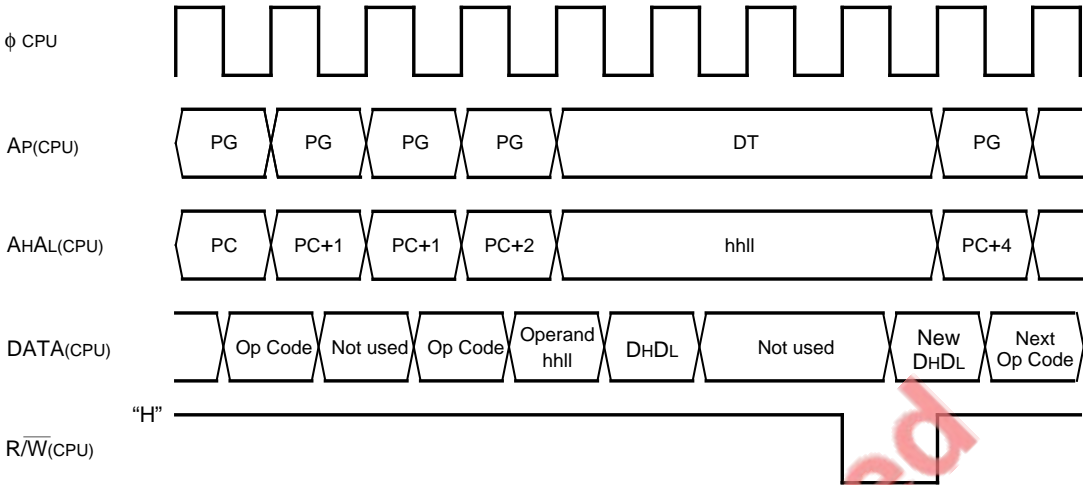 ϕ CPU
AP(CPU) PG PG PG PG DT PG
AHAL(CPU) PC PC+1 PC+1 PC+2 hhll PC+4
DATA(CPU) Op Code Not used Op Code Operand hhll DHDL Not used New DHDL Next Op Code
“H”
R/W̅(CPU)